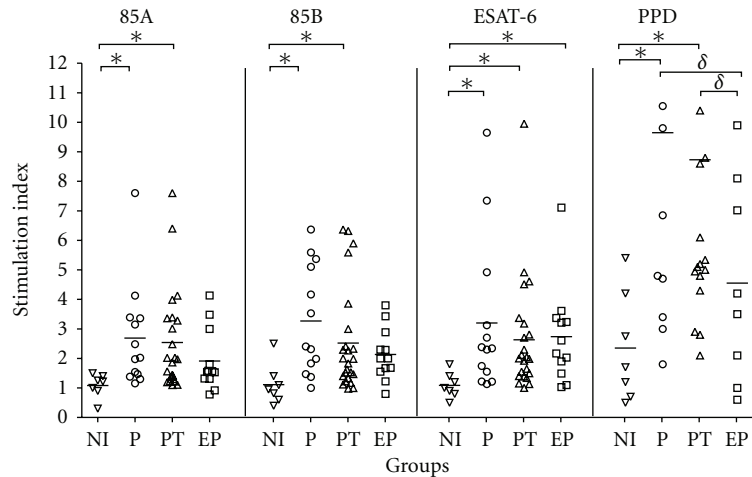 85A 85B ESAT-6 PPD
* * * *
* * * * δ
* δ
12
11
10
9
8
7
6
5
4
3
2
1
0
Stimulation index
NI P PT EP NI P PT EP NI P PT EP NI P PT EP
Groups